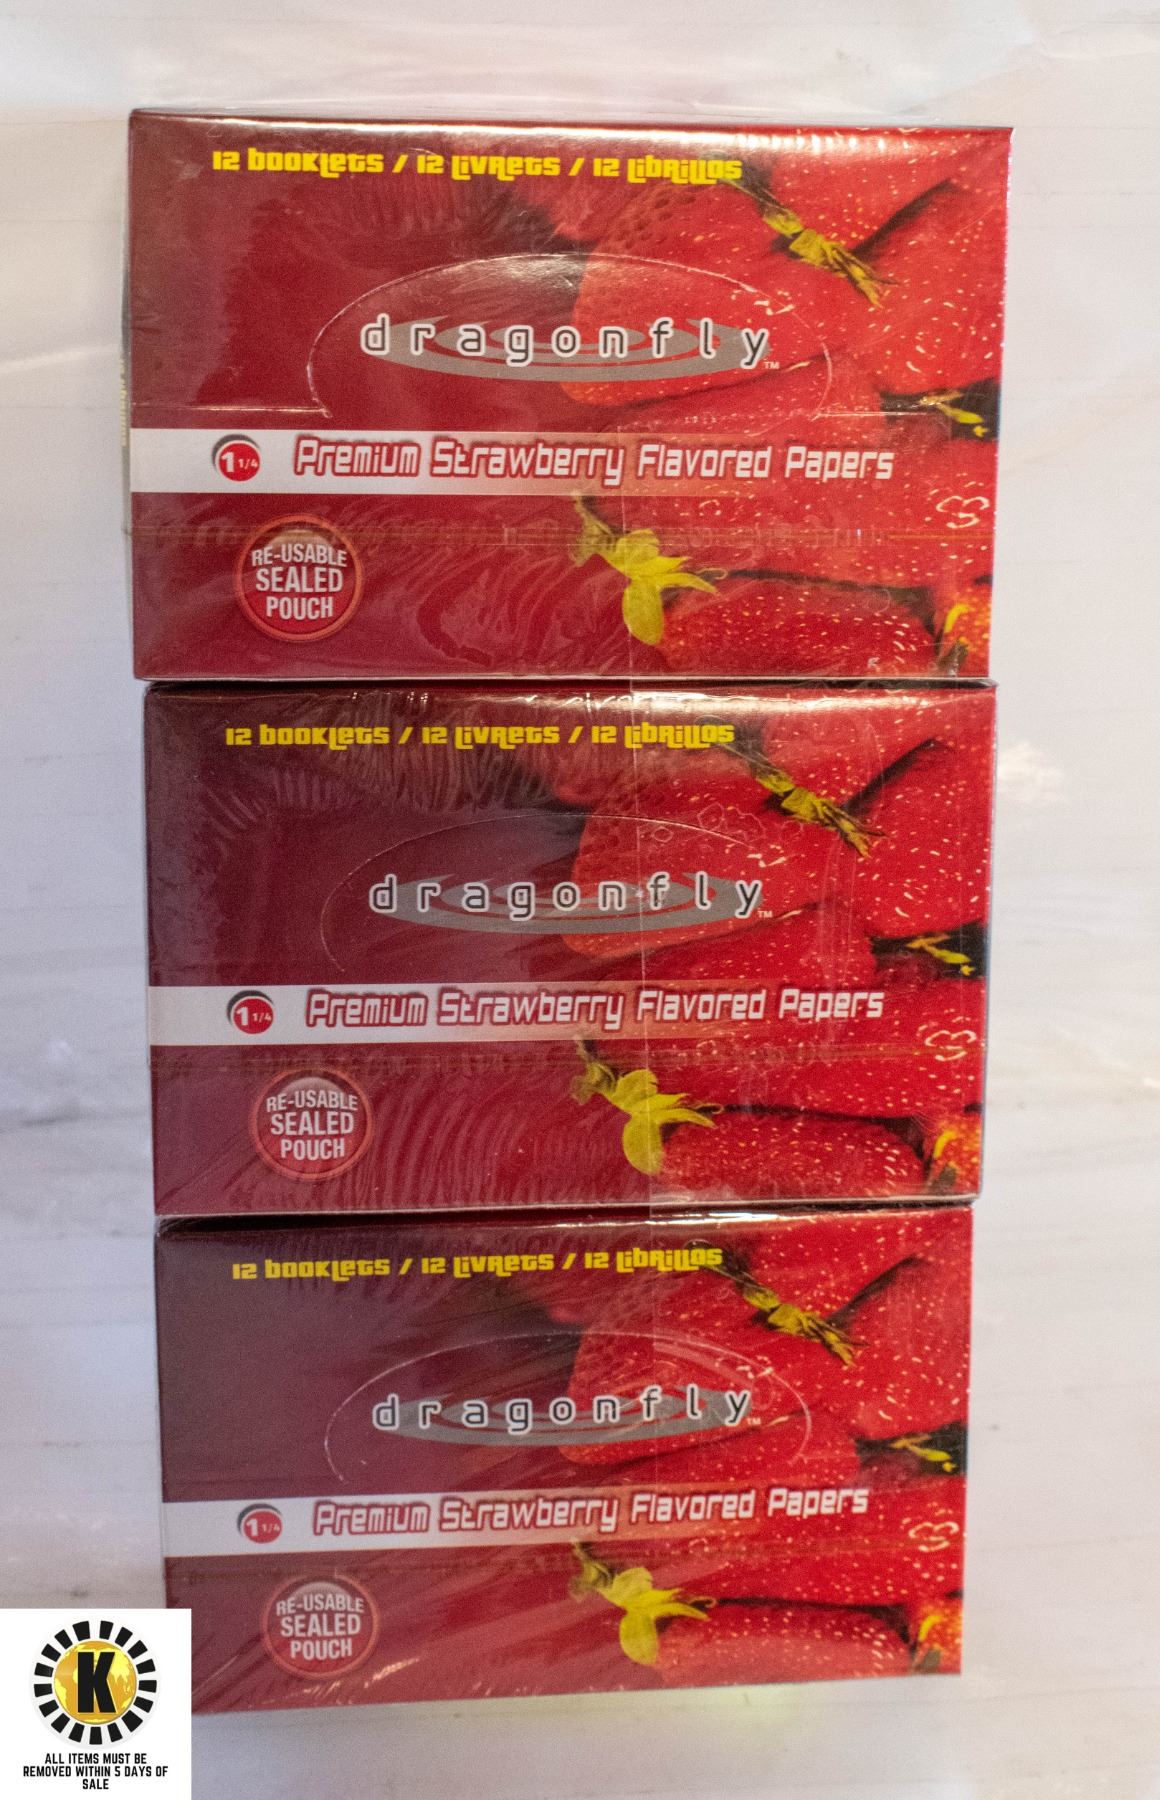 12 booklets / 12 livrets / 12 librillos
dragonfly™
1 1/4 Premium Strawberry Flavored Papers
RE-USABLE
SEALED
POUCH
12 booklets / 12 livrets / 12 librillos
dragonfly™
1 1/4 Premium Strawberry Flavored Papers
RE-USABLE
SEALED
POUCH
12 booklets / 12 livrets / 12 librillos
dragonfly™
1 1/4 Premium Strawberry Flavored Papers
RE-USABLE
SEALED
POUCH
K
ALL ITEMS MUST BE
REMOVED WITHIN 5 DAYS OF
SALE